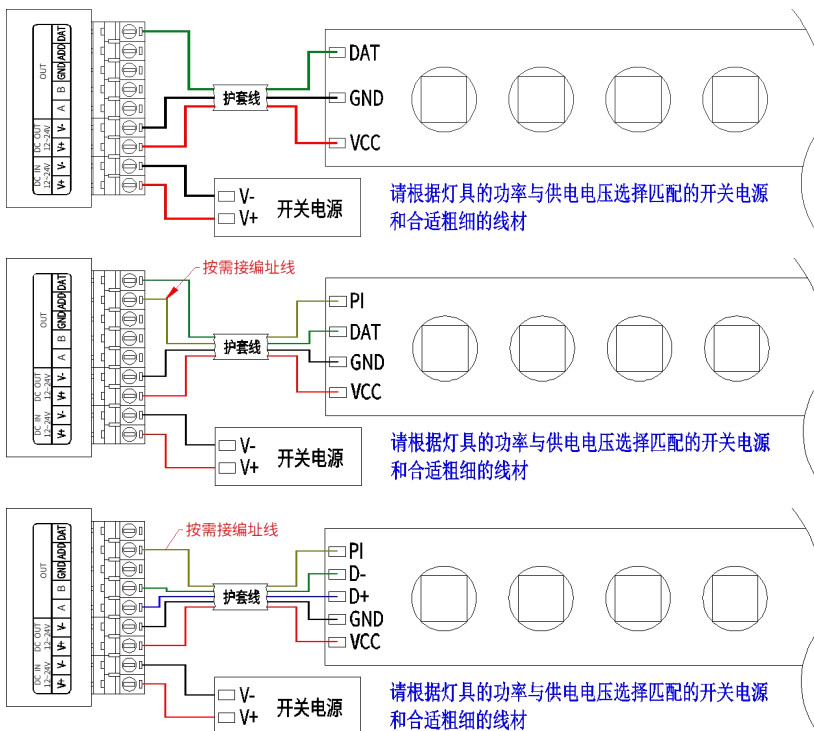 OUT
DC OUT
12~24V
DC IN
12~24V
DAT
ADD
GND
B
A
V-
V+
V-
V+
护套线
DAT
GND
VCC
V-
V+
开关电源
请根据灯具的功率与供电电压选择匹配的开关电源
和合适粗细的线材
按需接编址线
OUT
DC OUT
12~24V
DC IN
12~24V
DAT
ADD
GND
B
A
V-
V+
V-
V+
护套线
PI
DAT
GND
VCC
V-
V+
开关电源
请根据灯具的功率与供电电压选择匹配的开关电源
和合适粗细的线材
按需接编址线
OUT
DC OUT
12~24V
DC IN
12~24V
DAT
ADD
GND
B
A
V-
V+
V-
V+
护套线
PI
D-
D+
GND
VCC
V-
V+
开关电源
请根据灯具的功率与供电电压选择匹配的开关电源
和合适粗细的线材